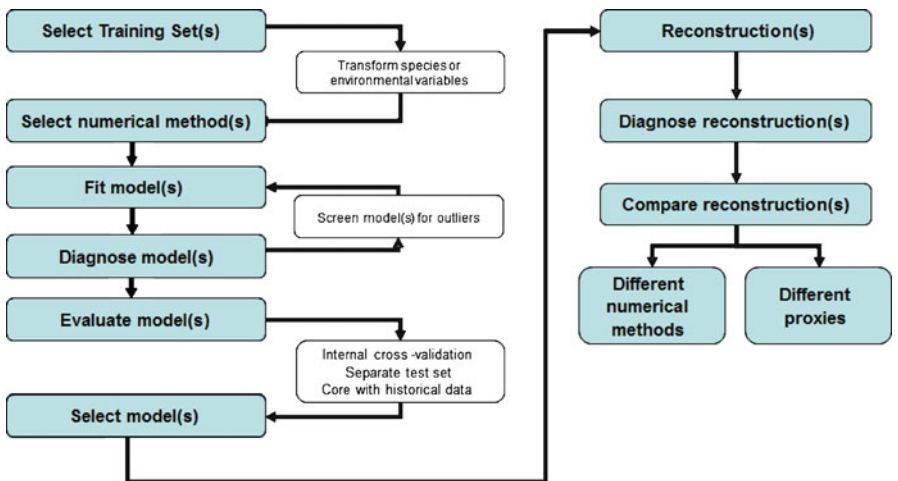 Select Training Set(s)
Transform species or
environmental variables
Select numerical method(s)
Fit model(s)
Screen model(s) for outliers
Diagnose model(s)
Evaluate model(s)
Internal cross -validation
Separate test set
Core with historical data
Select model(s)
Reconstruction(s)
Diagnose reconstruction(s)
Compare reconstruction(s)
Different
numerical
methods
Different
proxies